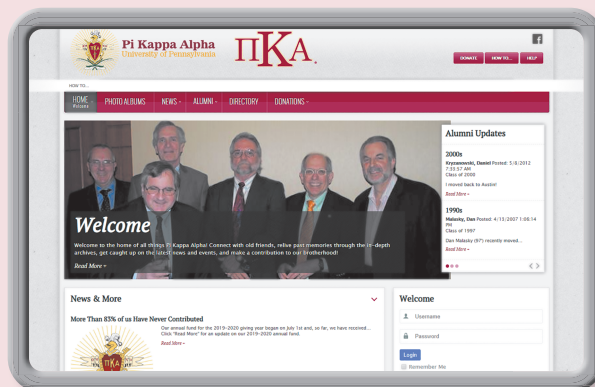 Pi Kappa Alpha
University of Pennsylvania
ΠΚΑ
DONATE HOW TO... HELP
HOW TO...
HOME PHOTO ALBUMS NEWS ALUMNI DIRECTORY DONATIONS
Welcome
Welcome
Welcome to the home of all things Pi Kappa Alpha! Connect with old friends, relive past memories through the in-depth
archives, get caught up on the latest news and events, and make a contribution to our brotherhood!
Read More
Alumni Updates
2000s
Kryzanowski, Daniel Posted: 5/8/2012
7:33:57 AM
Class of 2000
I moved back to Austin!
Read More
1990s
Malasky, Dan Posted: 4/13/2007 1:06:14
PM
Class of 1997
Dan Malasky (97') recently moved...
Read More
News & More
More Than 83% of us Have Never Contributed
Our annual fund for the 2019-2020 giving year began on July 1st and, so far, we have received...
Click "Read More" for an update on our 2019-2020 annual fund.
Read More
ΠΚΑ
Welcome
Username
Password
Login
Remember Me